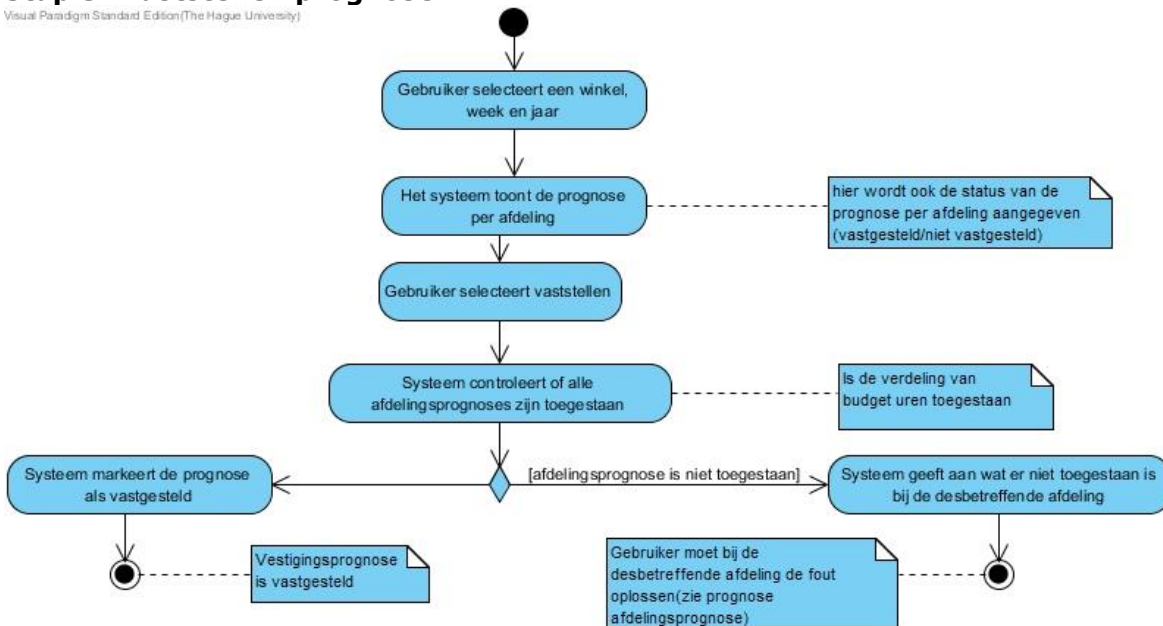 Visual Paradigm Standard Edition(The Hague University)
Gebruiker selecteert een winkel,
week en jaar
Het systeem toont de prognose
per afdeling
hier wordt ook de status van de
prognose per afdeling aangegeven
(vastgesteld/niet vastgesteld)
Gebruiker selecteert vaststellen
Systeem controleert of alle
afdelingsprognoses zijn toegestaan
Is de verdeling van
budget uren toegestaan
[afdelingsprognose is niet toegestaan]
Systeem markeert de prognose
als vastgesteld
Systeem geeft aan wat er niet toegestaan is
bij de desbetreffende afdeling
Vestigingsprognose
is vastgesteld
Gebruiker moet bij de
desbetreffende afdeling de fout
oplossen(zie prognose
afdelingsprognose)